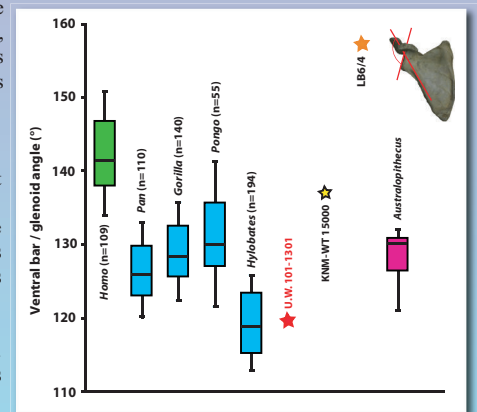 160
150
140
130
120
110
Ventral bar / glenoid angle (°)
Homo (n=109)
Pan (n=110)
Gorilla (n=140)
Pongo (n=55)
Hylobates (n=194)
U.W. 101-1301
KNM-WT 15000
LB6/4
Australopithecus